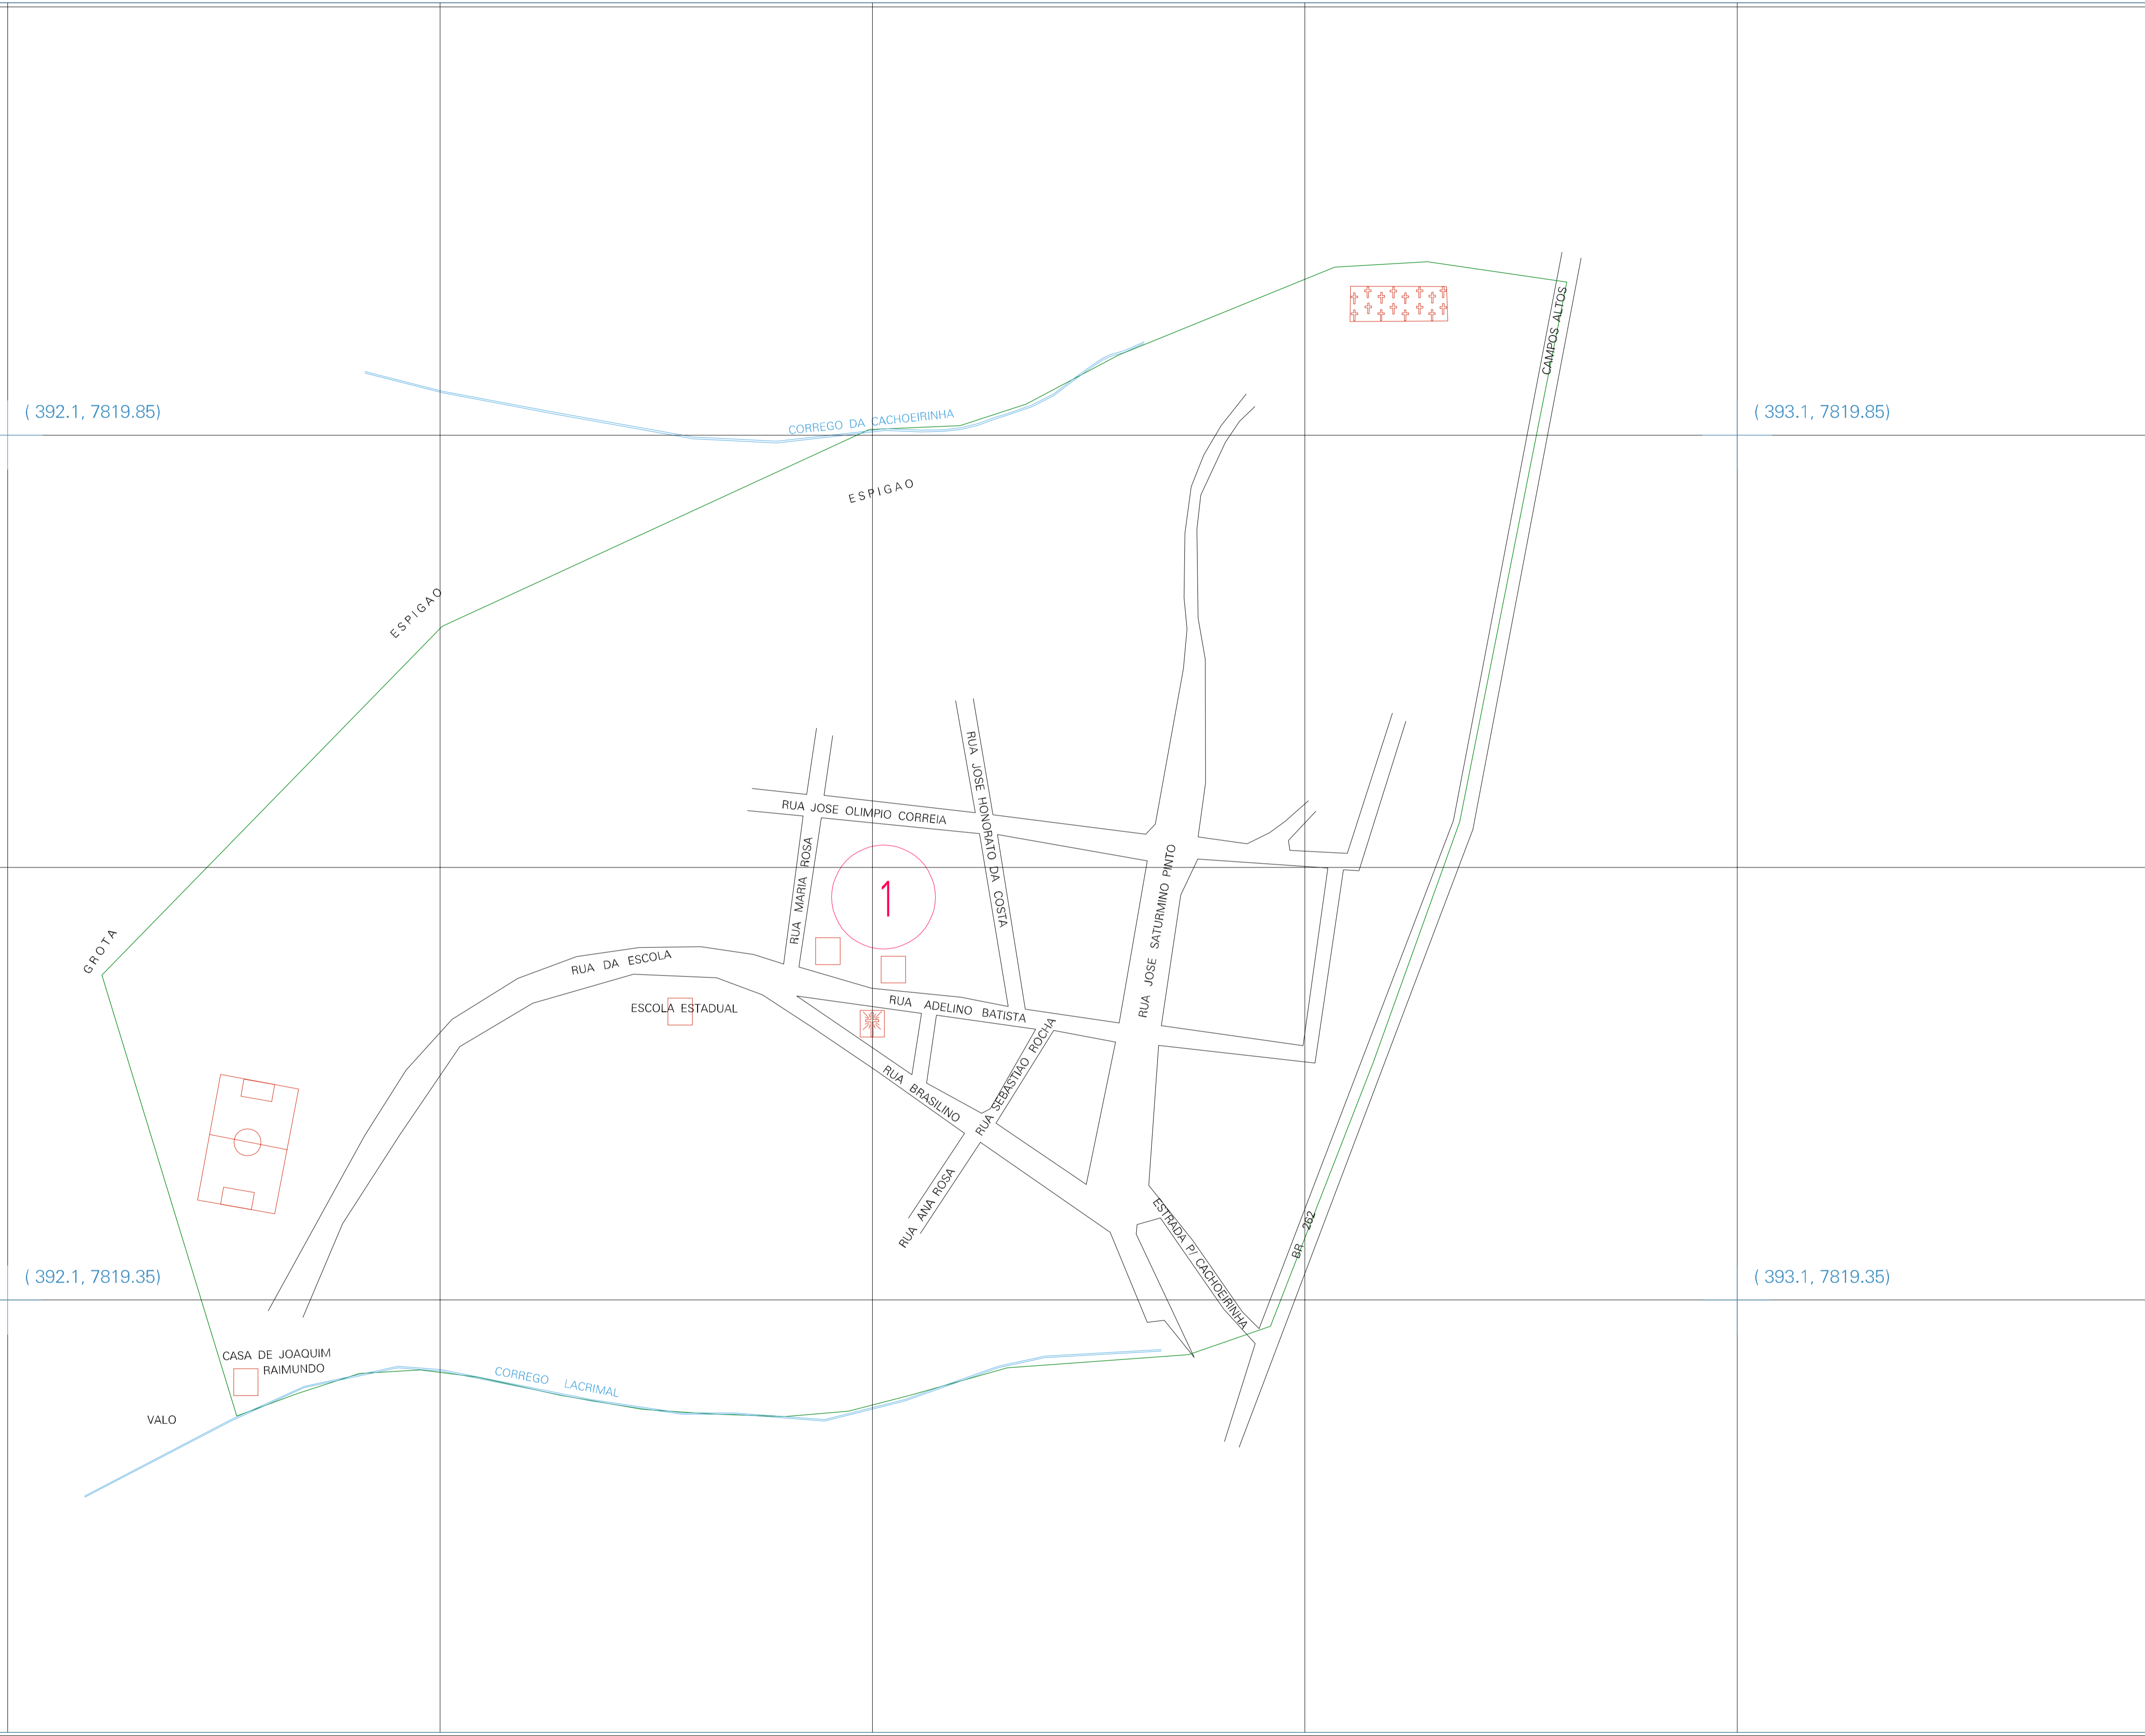 CAMPOS ALTOS
( 392.1, 7819.85)
( 393.1, 7819.85)
CORREGO DA CACHOEIRINHA
ESPIGAO
ESPIGAO
RUA JOSE HONORATO DA COSTA
RUA JOSE OLIMPIO CORREIA
RUA MARIA ROSA
1
RUA JOSE SATURMINO PINTO
GROTA
RUA DA ESCOLA
ESCOLA ESTADUAL
RUA ADELINO BATISTA
RUA SEBASTIAO ROCHA
RUA BRASILINO
RUA ANA ROSA
ESTRADA P/ CACHOEIRINHA
BR 262
( 392.1, 7819.35)
( 393.1, 7819.35)
CASA DE JOAQUIM
RAIMUNDO
CORREGO LACRIMAL
VALO